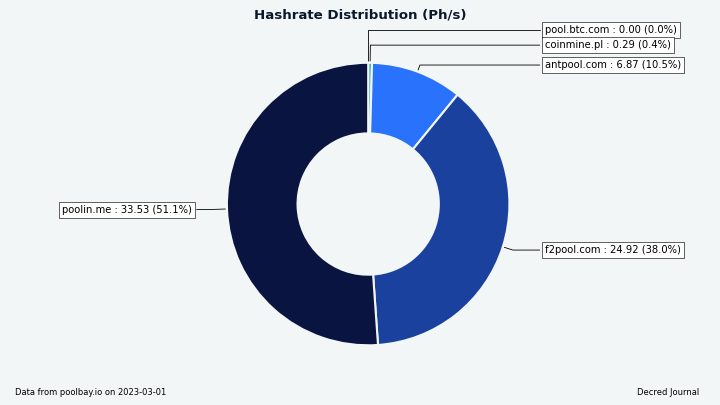 Hashrate Distribution (Ph/s)
pool.btc.com : 0.00 (0.0%)
coinmine.pl : 0.29 (0.4%)
antpool.com : 6.87 (10.5%)
poolin.me : 33.53 (51.1%)
f2pool.com : 24.92 (38.0%)
Data from poolbay.io on 2023-03-01
Decred Journal